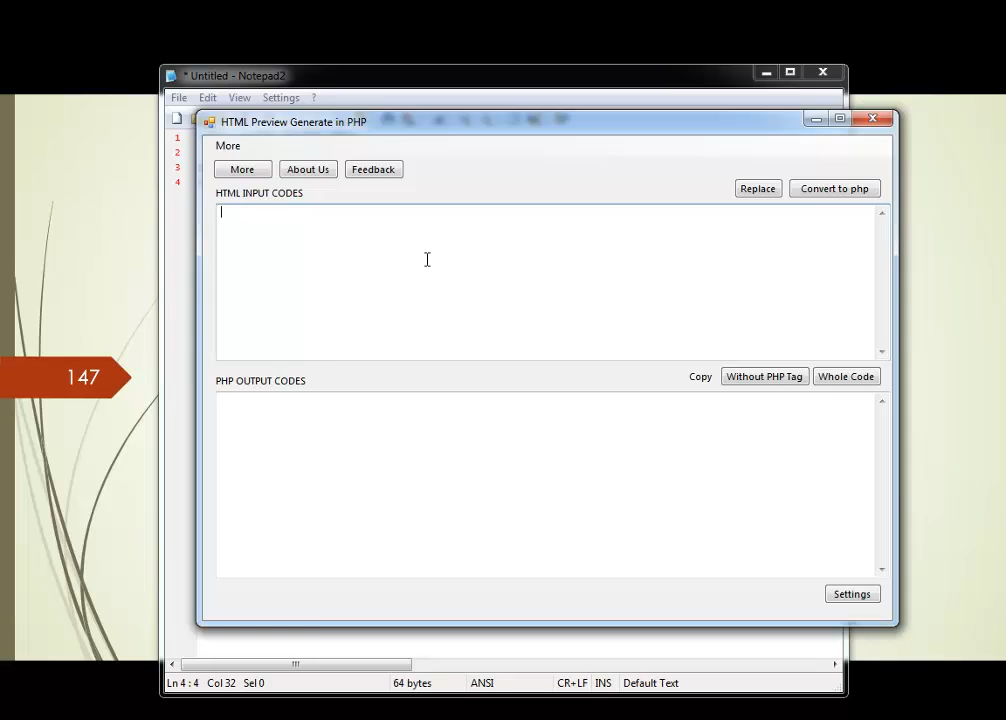 * Untitled - Notepad2
File Edit View Settings ?
HTML Preview Generate in PHP
1
2
3
4
More
More About Us Feedback
Replace Convert to php
HTML INPUT CODES
147
Copy Without PHP Tag Whole Code
PHP OUTPUT CODES
Settings
Ln 4 : 4 Col 32 Sel 0 64 bytes ANSI CR+LF INS Default Text